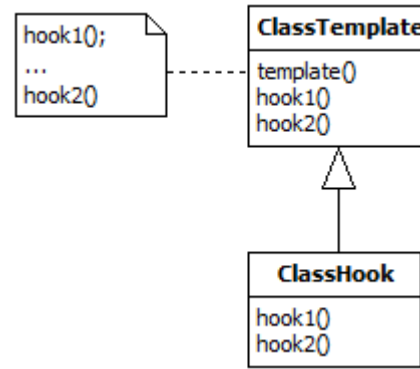 hook1();
...
hook2()
ClassTemplate
template()
hook1()
hook2()
ClassHook
hook1()
hook2()